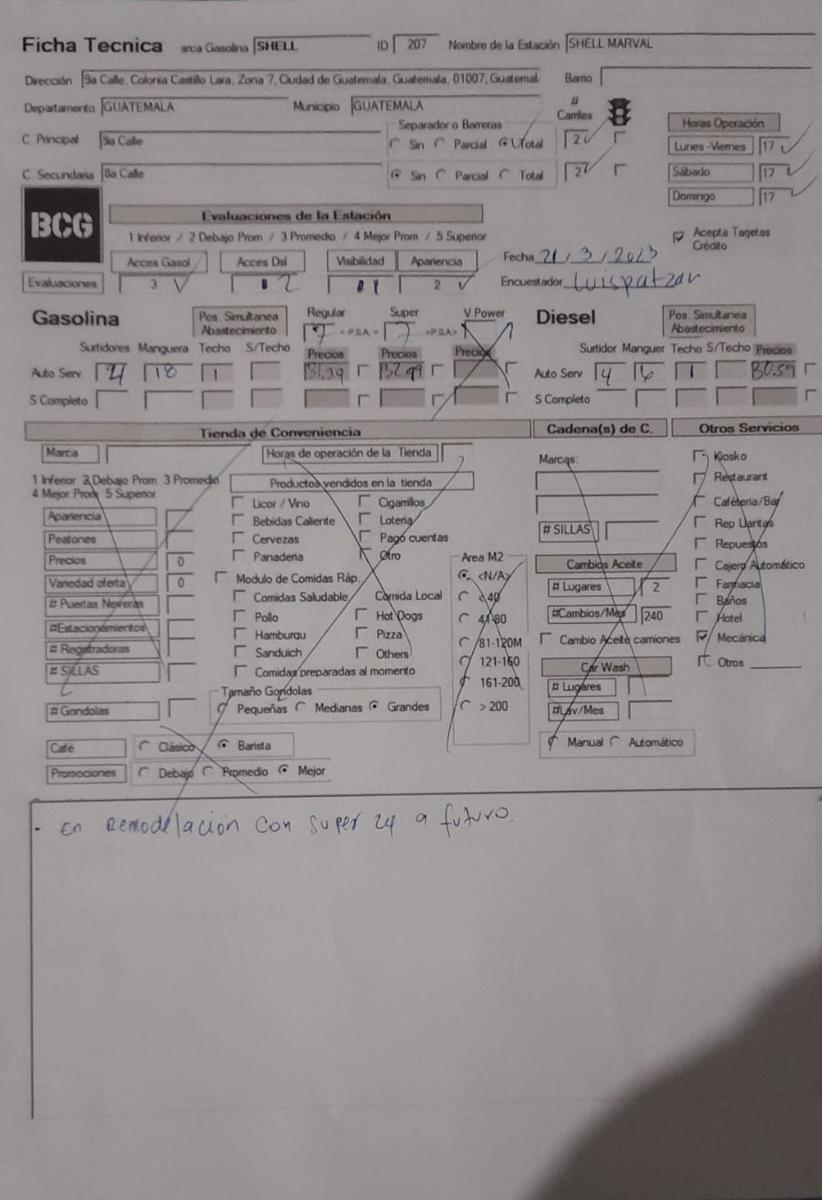 Ficha Tecnica arca Gasolina SHELL ID 207 Nombre de la Estación SHELL MARVAL
Dirección 9a Calle, Colonia Castillo Lara, Zona 7, Ciudad de Guatemala, Guatemala, 01007, Guatemal Barrio
Departamento GUATEMALA Municipio GUATEMALA # Carriles
Separador o Barreras Horas Operación
C Principal 9a Calle Sin Parcial Total 2 Lunes -Viernes 17
C. Secundaria 8a Calle Sin Parcial Total 2 Sábado 17
Domingo 17
BCG Evaluaciones de la Estación
1 Inferior / 2 Debajo Prom / 3 Promedio / 4 Mejor Prom / 5 Superior Acepta Tarjetas Crédito
Acces Gasol Acces Dsl Visibilidad Apariencia Fecha 21/3/2023
Evaluaciones 3 2 1 2 Encuestador Luispatzan
Gasolina Pos. Simultanea Abastecimiento Regular Super V Power Diesel Pos. Simultanea Abastecimiento
7 <PSA> 7 <PSA>
Surtidores Manguera Techo S/Techo Precios Precios Precios Surtidor Manguer Techo S/Techo Precios
Auto Serv 18 1 31.39 32.99 Auto Serv 4 1 30.59
S Completo S Completo
Tienda de Conveniencia Cadena(s) de C. Otros Servicios
Marca Horas de operación de la Tienda Marcas: Kiosko
1 Inferior 2 Debajo Prom 3 Promedio Productos vendidos en la tienda Restaurant
4 Mejor Prom 5 Superior Licor / Vino Cigarrillos Cafeteria/Bar
Apariencia Bebidas Caliente Loteria # SILLAS Rep Llantas
Peatones Cervezas Pago cuentas Repuestos
Precios 0 Panaderia Otro Area M2 Cambios Aceite Cajero Automático
Variedad oferta 0 Modulo de Comidas Ráp. <N/A> # Lugares 2 Farmacia
# Puertas Neveras Comidas Saludable Comida Local < 40 Baños
#Estacionamientos Pollo Hot Dogs 41-80 #Cambios/Mes 240 Hotel
# Registradoras Hamburgu Pizza 81-120M Cambio Aceite camiones Mecánica
# SILLAS Sanduich Others 121-160 Car Wash Otros
Comidas preparadas al momento 161-200 # Lugares
Tamaño Gondolas
# Gondolas Pequeñas Medianas Grandes > 200 #Lav/Mes
Café Clásico Barista Manual Automático
Promociones Debajo Promedio Mejor
- En Remodelación con super 24 a futuro.